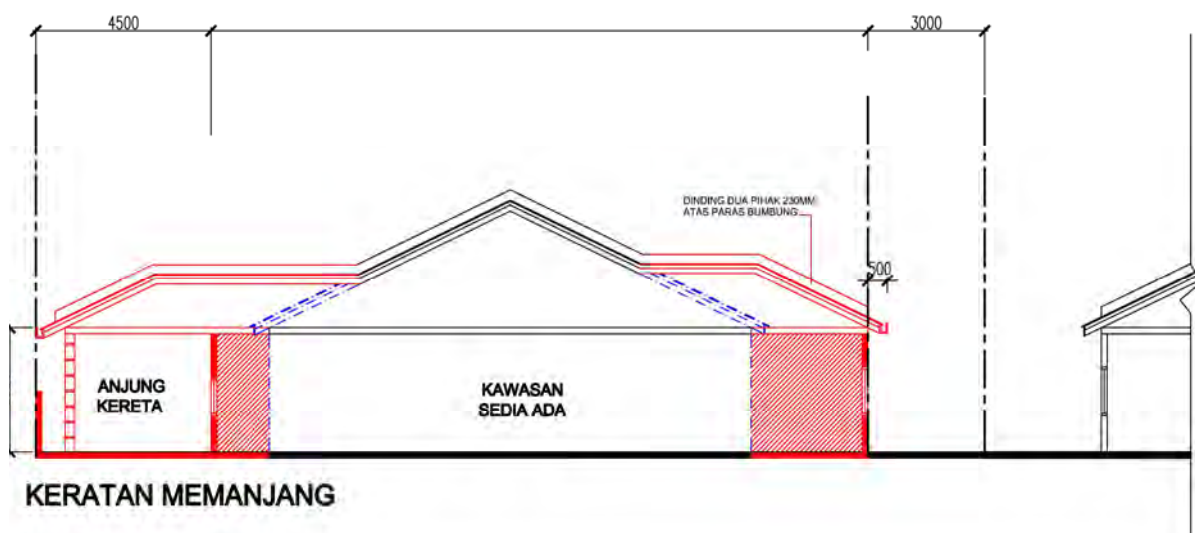 4500
3000
DINDING DUA PIHAK 230MM
ATAS PARAS BUMBUNG
500
ANJUNG
KERETA
KAWASAN
SEDIA ADA
KERATAN MEMANJANG